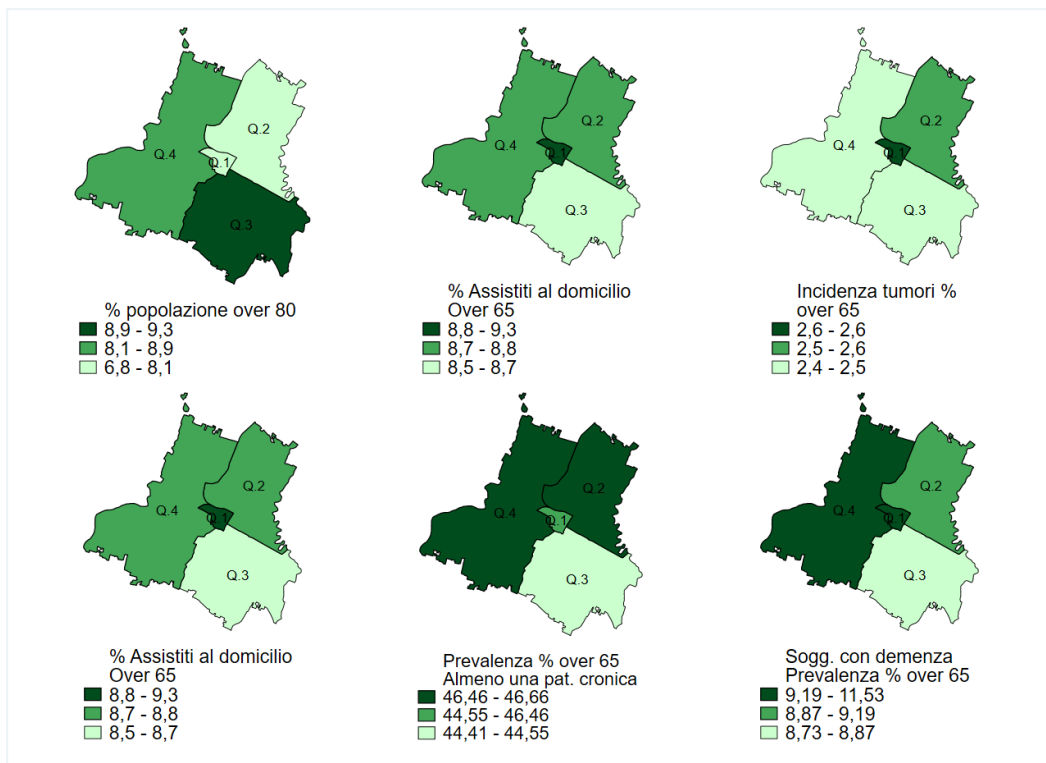 Q.2
Q.4
Q.1
Q.3
% popolazione over 80
8,9 - 9,3
8,1 - 8,9
6,8 - 8,1
Q.2
Q.4
Q.1
Q.3
% Assistiti al domicilio
Over 65
8,8 - 9,3
8,7 - 8,8
8,5 - 8,7
Q.2
Q.4
Q.1
Q.3
Incidenza tumori %
over 65
2,6 - 2,6
2,5 - 2,6
2,4 - 2,5
Q.2
Q.4
Q.1
Q.3
% Assistiti al domicilio
Over 65
8,8 - 9,3
8,7 - 8,8
8,5 - 8,7
Q.2
Q.4
Q.1
Q.3
Prevalenza % over 65
Almeno una pat. cronica
46,46 - 46,66
44,55 - 46,46
44,41 - 44,55
Q.2
Q.4
Q.1
Q.3
Sogg. con demenza
Prevalenza % over 65
9,19 - 11,53
8,87 - 9,19
8,73 - 8,87